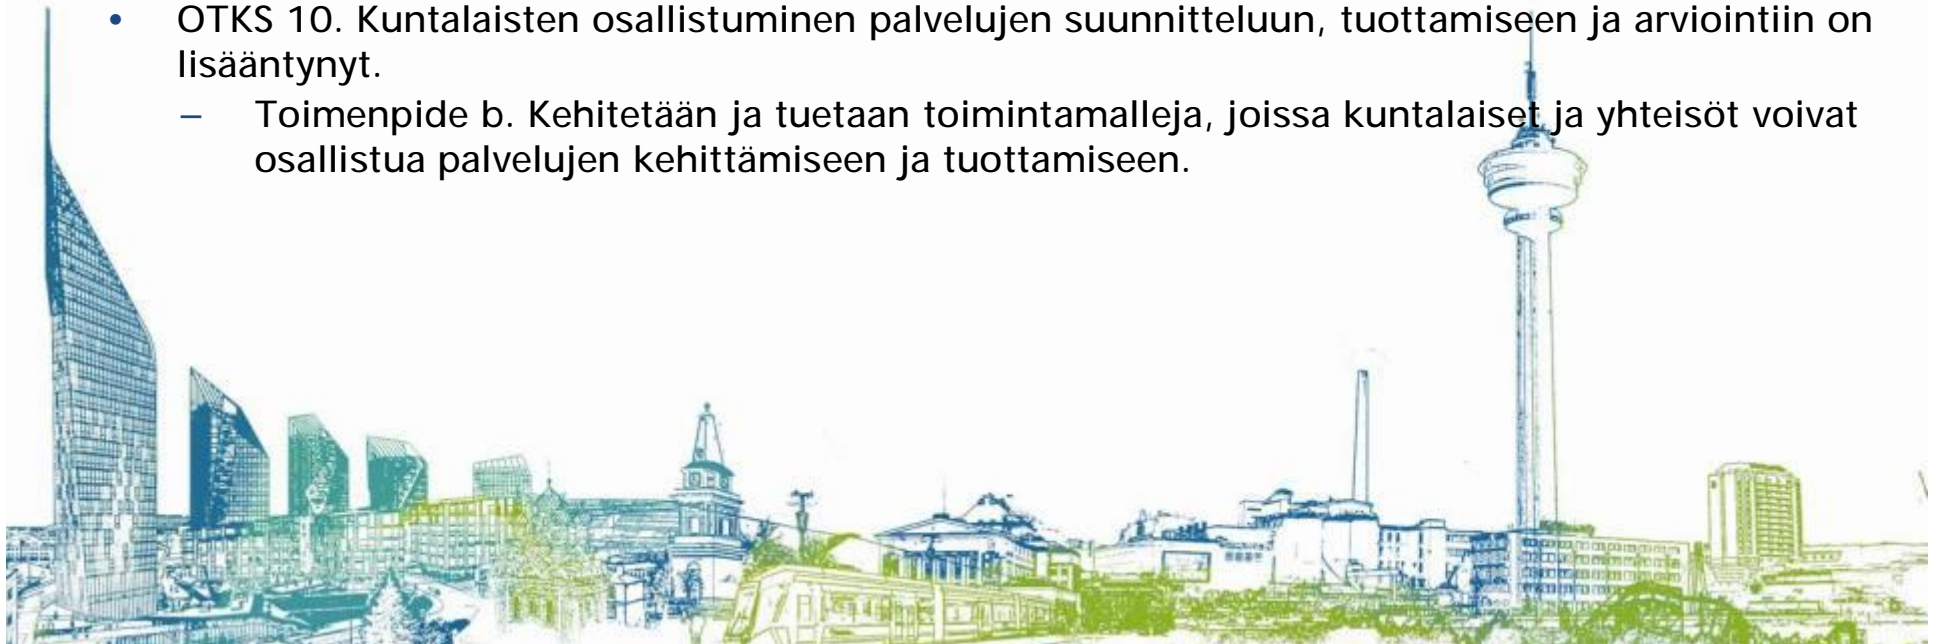 • OTKS 10. Kuntalaisten osallistuminen palvelujen suunnitteluun, tuottamiseen ja arviointiin on
lisääntynyt.
– Toimenpide b. Kehitetään ja tuetaan toimintamalleja, joissa kuntalaiset ja yhteisöt voivat
osallistua palvelujen kehittämiseen ja tuottamiseen.